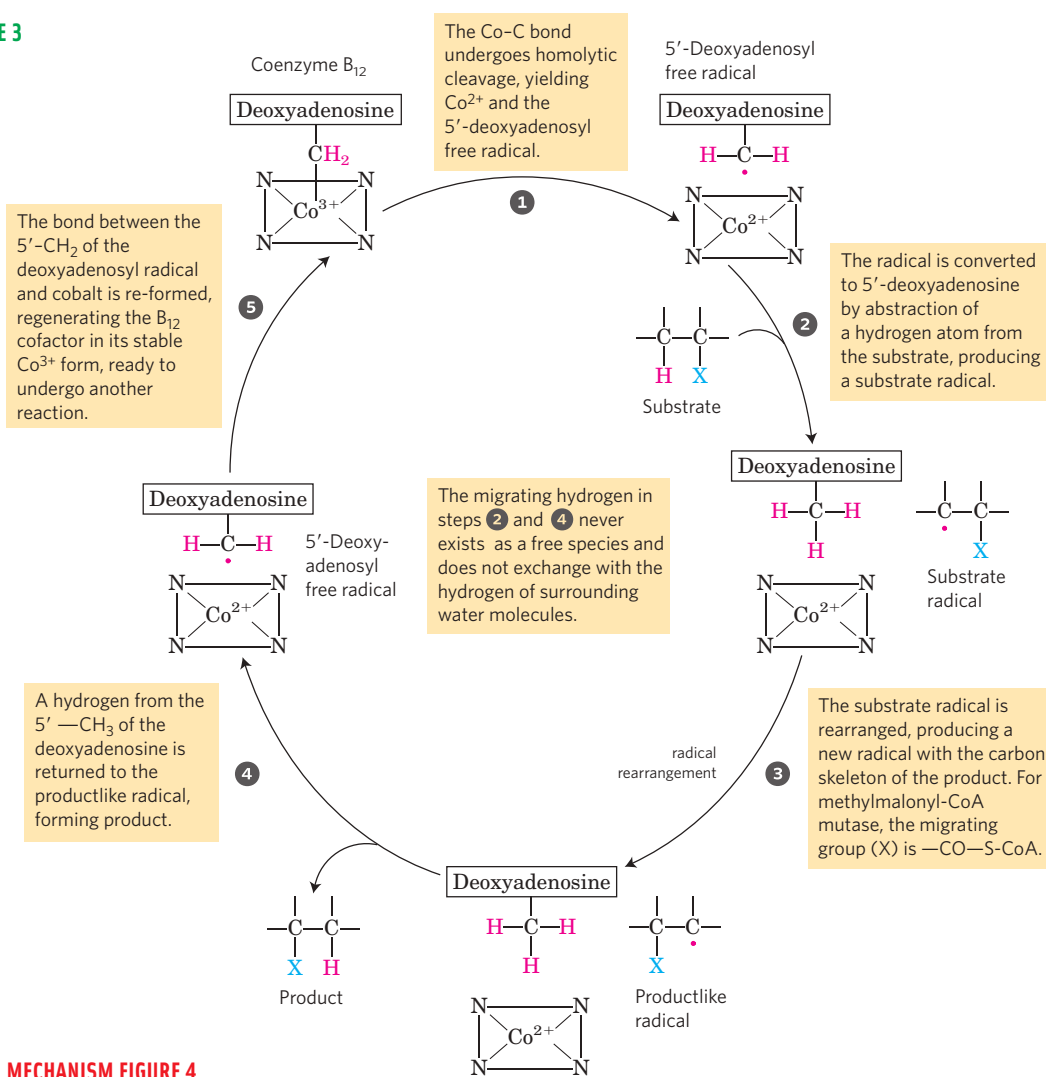 E 3
Coenzyme B12
Deoxyadenosine
CH2
N N
Co3+
N N
The Co–C bond
undergoes homolytic
cleavage, yielding
Co2+ and the
5′-deoxyadenosyl
free radical.
1
5′-Deoxyadenosyl
free radical
Deoxyadenosine
H—C—H
N N
Co2+
N N
The radical is converted
to 5′-deoxyadenosine
by abstraction of
a hydrogen atom from
the substrate, producing
a substrate radical.
2
C C
H X
Substrate
Deoxyadenosine
H—C—H
H
N N
Co2+
N N
C C
X
Substrate
radical
The migrating hydrogen in
steps 2 and 4 never
exists as a free species and
does not exchange with the
hydrogen of surrounding
water molecules.
The substrate radical is
rearranged, producing a
new radical with the carbon
skeleton of the product. For
methylmalonyl-CoA
mutase, the migrating
group (X) is —CO—S-CoA.
3
radical
rearrangement
Deoxyadenosine
H—C—H
H
N N
Co2+
N N
C C
X
Productlike
radical
A hydrogen from the
5′ —CH3 of the
deoxyadenosine is
returned to the
productlike radical,
forming product.
4
C C
X H
Product
Deoxyadenosine
H—C—H
5′-Deoxy-
adenosyl
free radical
N N
Co2+
N N
The bond between the
5′-CH2 of the
deoxyadenosyl radical
and cobalt is re-formed,
regenerating the B12
cofactor in its stable
Co3+ form, ready to
undergo another
reaction.
5
MECHANISM FIGURE 4